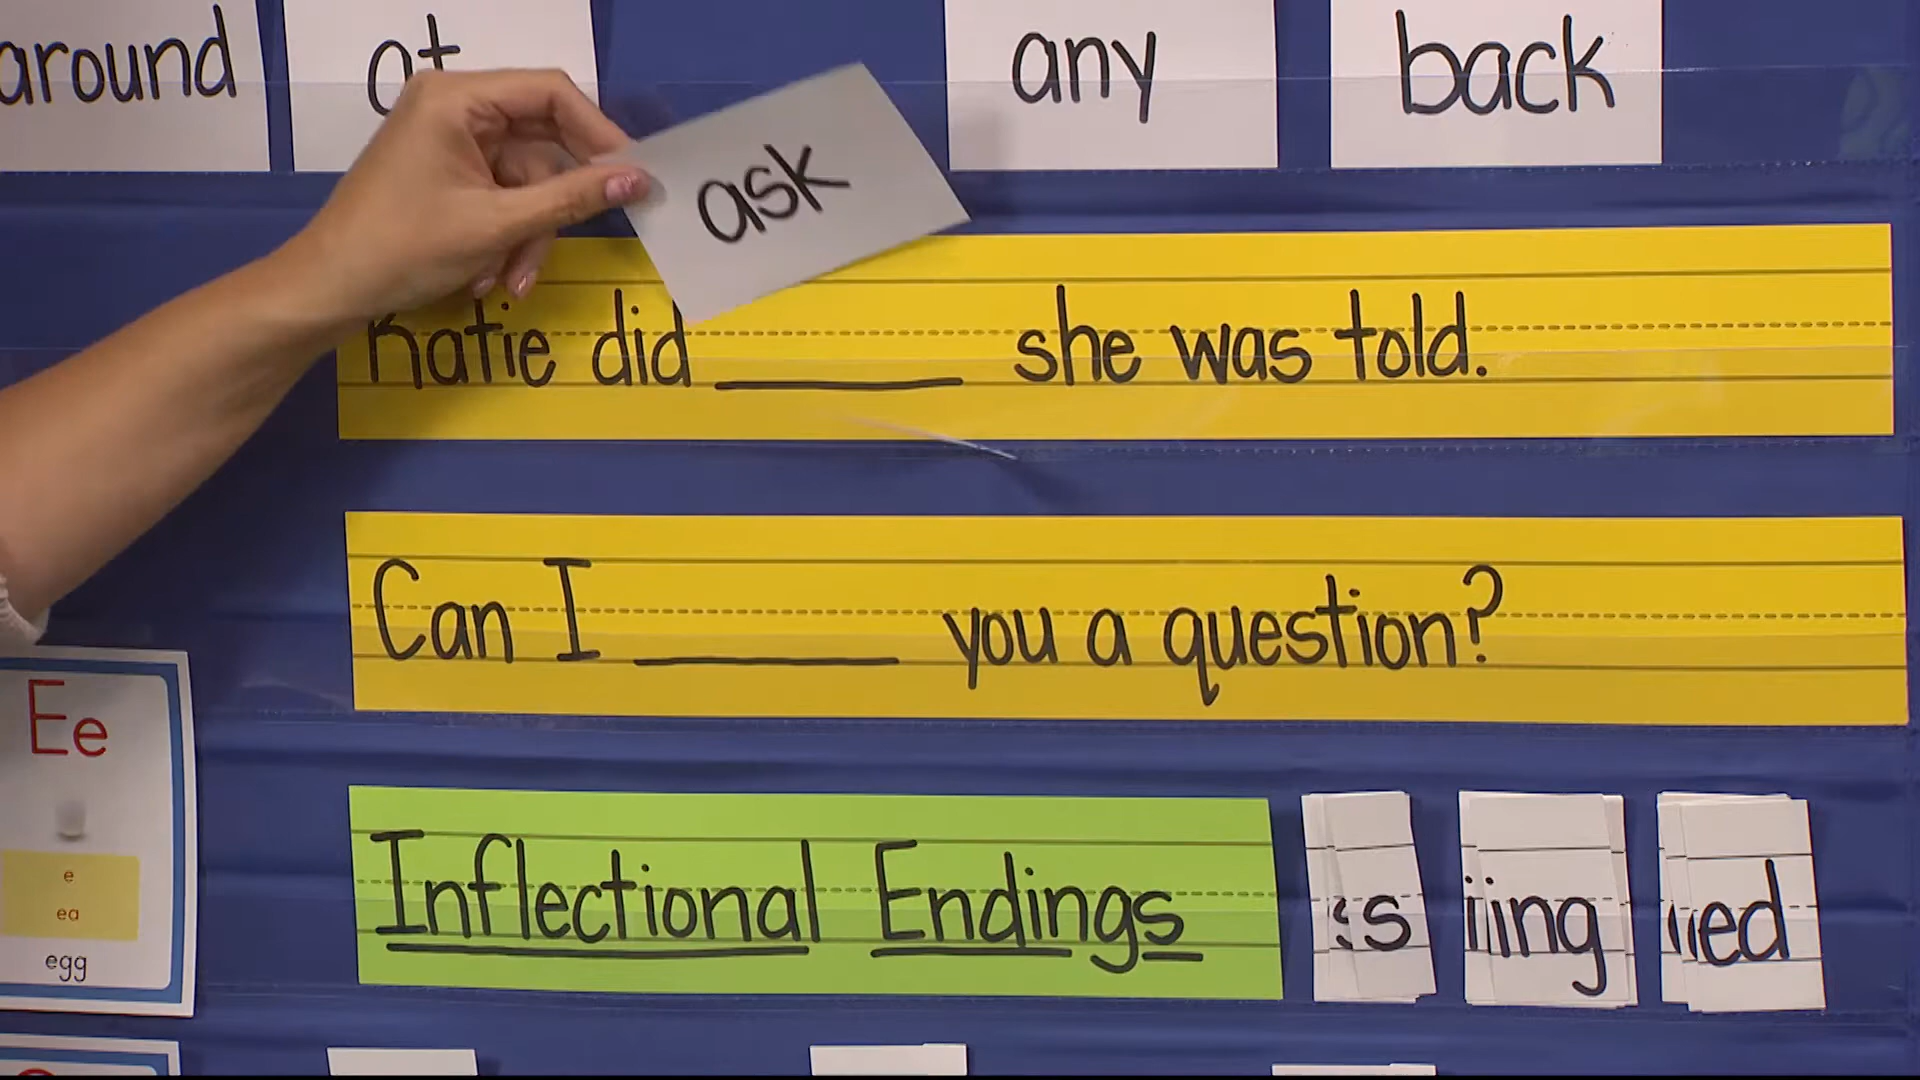 around at any back
ask
Katie did ______ she was told.
Can I ______ you a question?
Ee
e
ea
egg
Inflectional Endings s ing ed